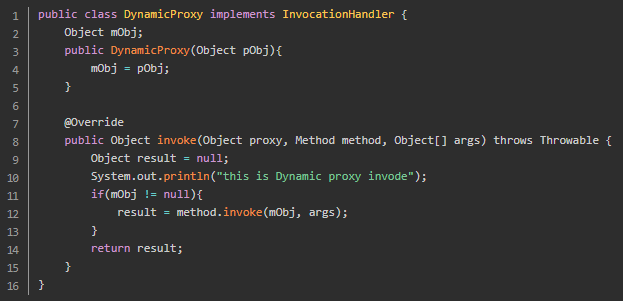 1 public class DynamicProxy implements InvocationHandler {
2     Object mObj;
3     public DynamicProxy(Object pObj){
4         mObj = pObj;
5     }
6
7     @Override
8     public Object invoke(Object proxy, Method method, Object[] args) throws Throwable {
9         Object result = null;
10         System.out.println("this is Dynamic proxy invode");
11         if(mObj != null){
12             result = method.invoke(mObj, args);
13         }
14         return result;
15     }
16 }